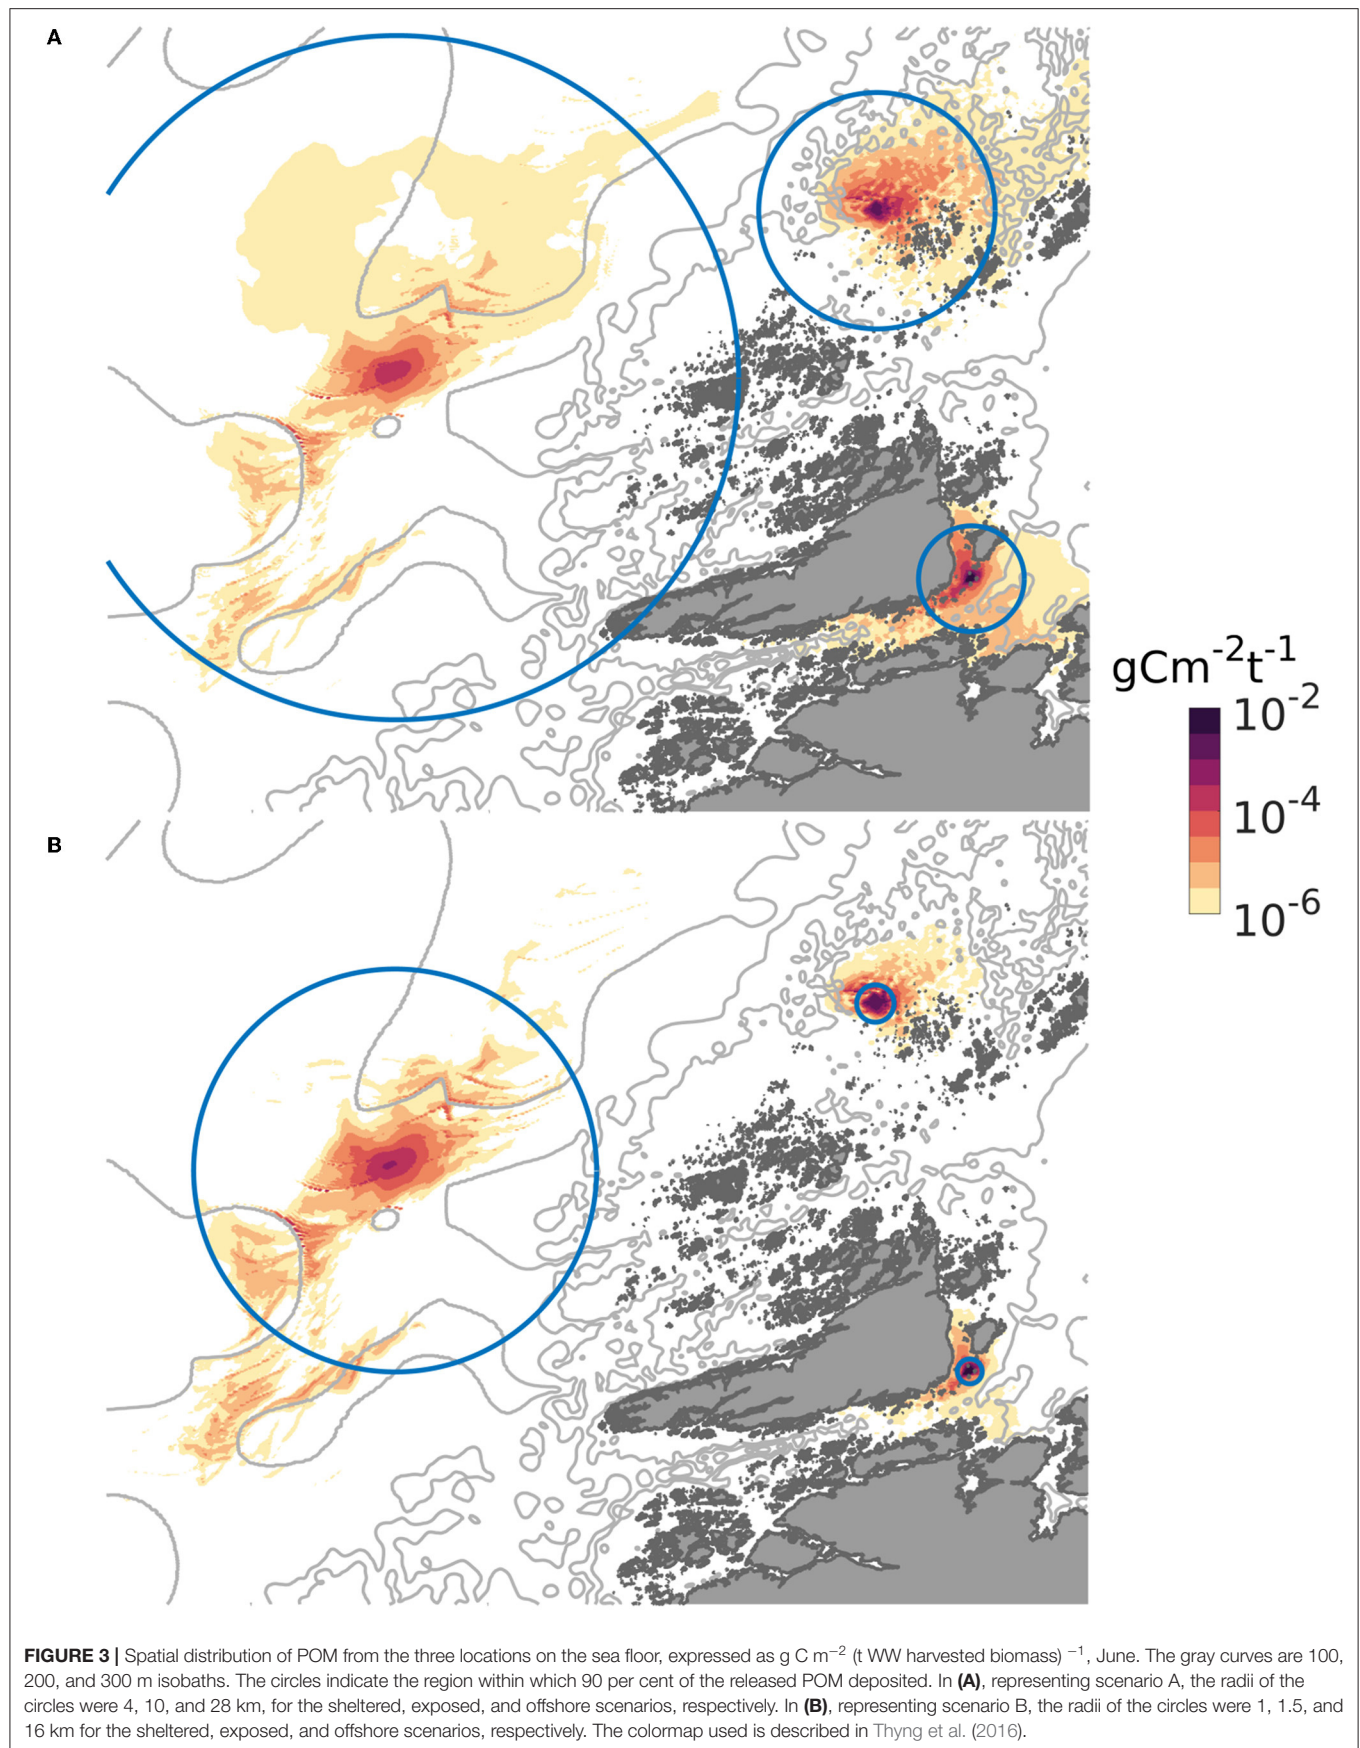 A
gCm⁻²t⁻¹
10⁻²
10⁻⁴
10⁻⁶
B
FIGURE 3 | Spatial distribution of POM from the three locations on the sea floor, expressed as g C m⁻² (t WW harvested biomass) ⁻¹, June. The gray curves are 100,
200, and 300 m isobaths. The circles indicate the region within which 90 per cent of the released POM deposited. In (A), representing scenario A, the radii of the
circles were 4, 10, and 28 km, for the sheltered, exposed, and offshore scenarios, respectively. In (B), representing scenario B, the radii of the circles were 1, 1.5, and
16 km for the sheltered, exposed, and offshore scenarios, respectively. The colormap used is described in Thyng et al. (2016).